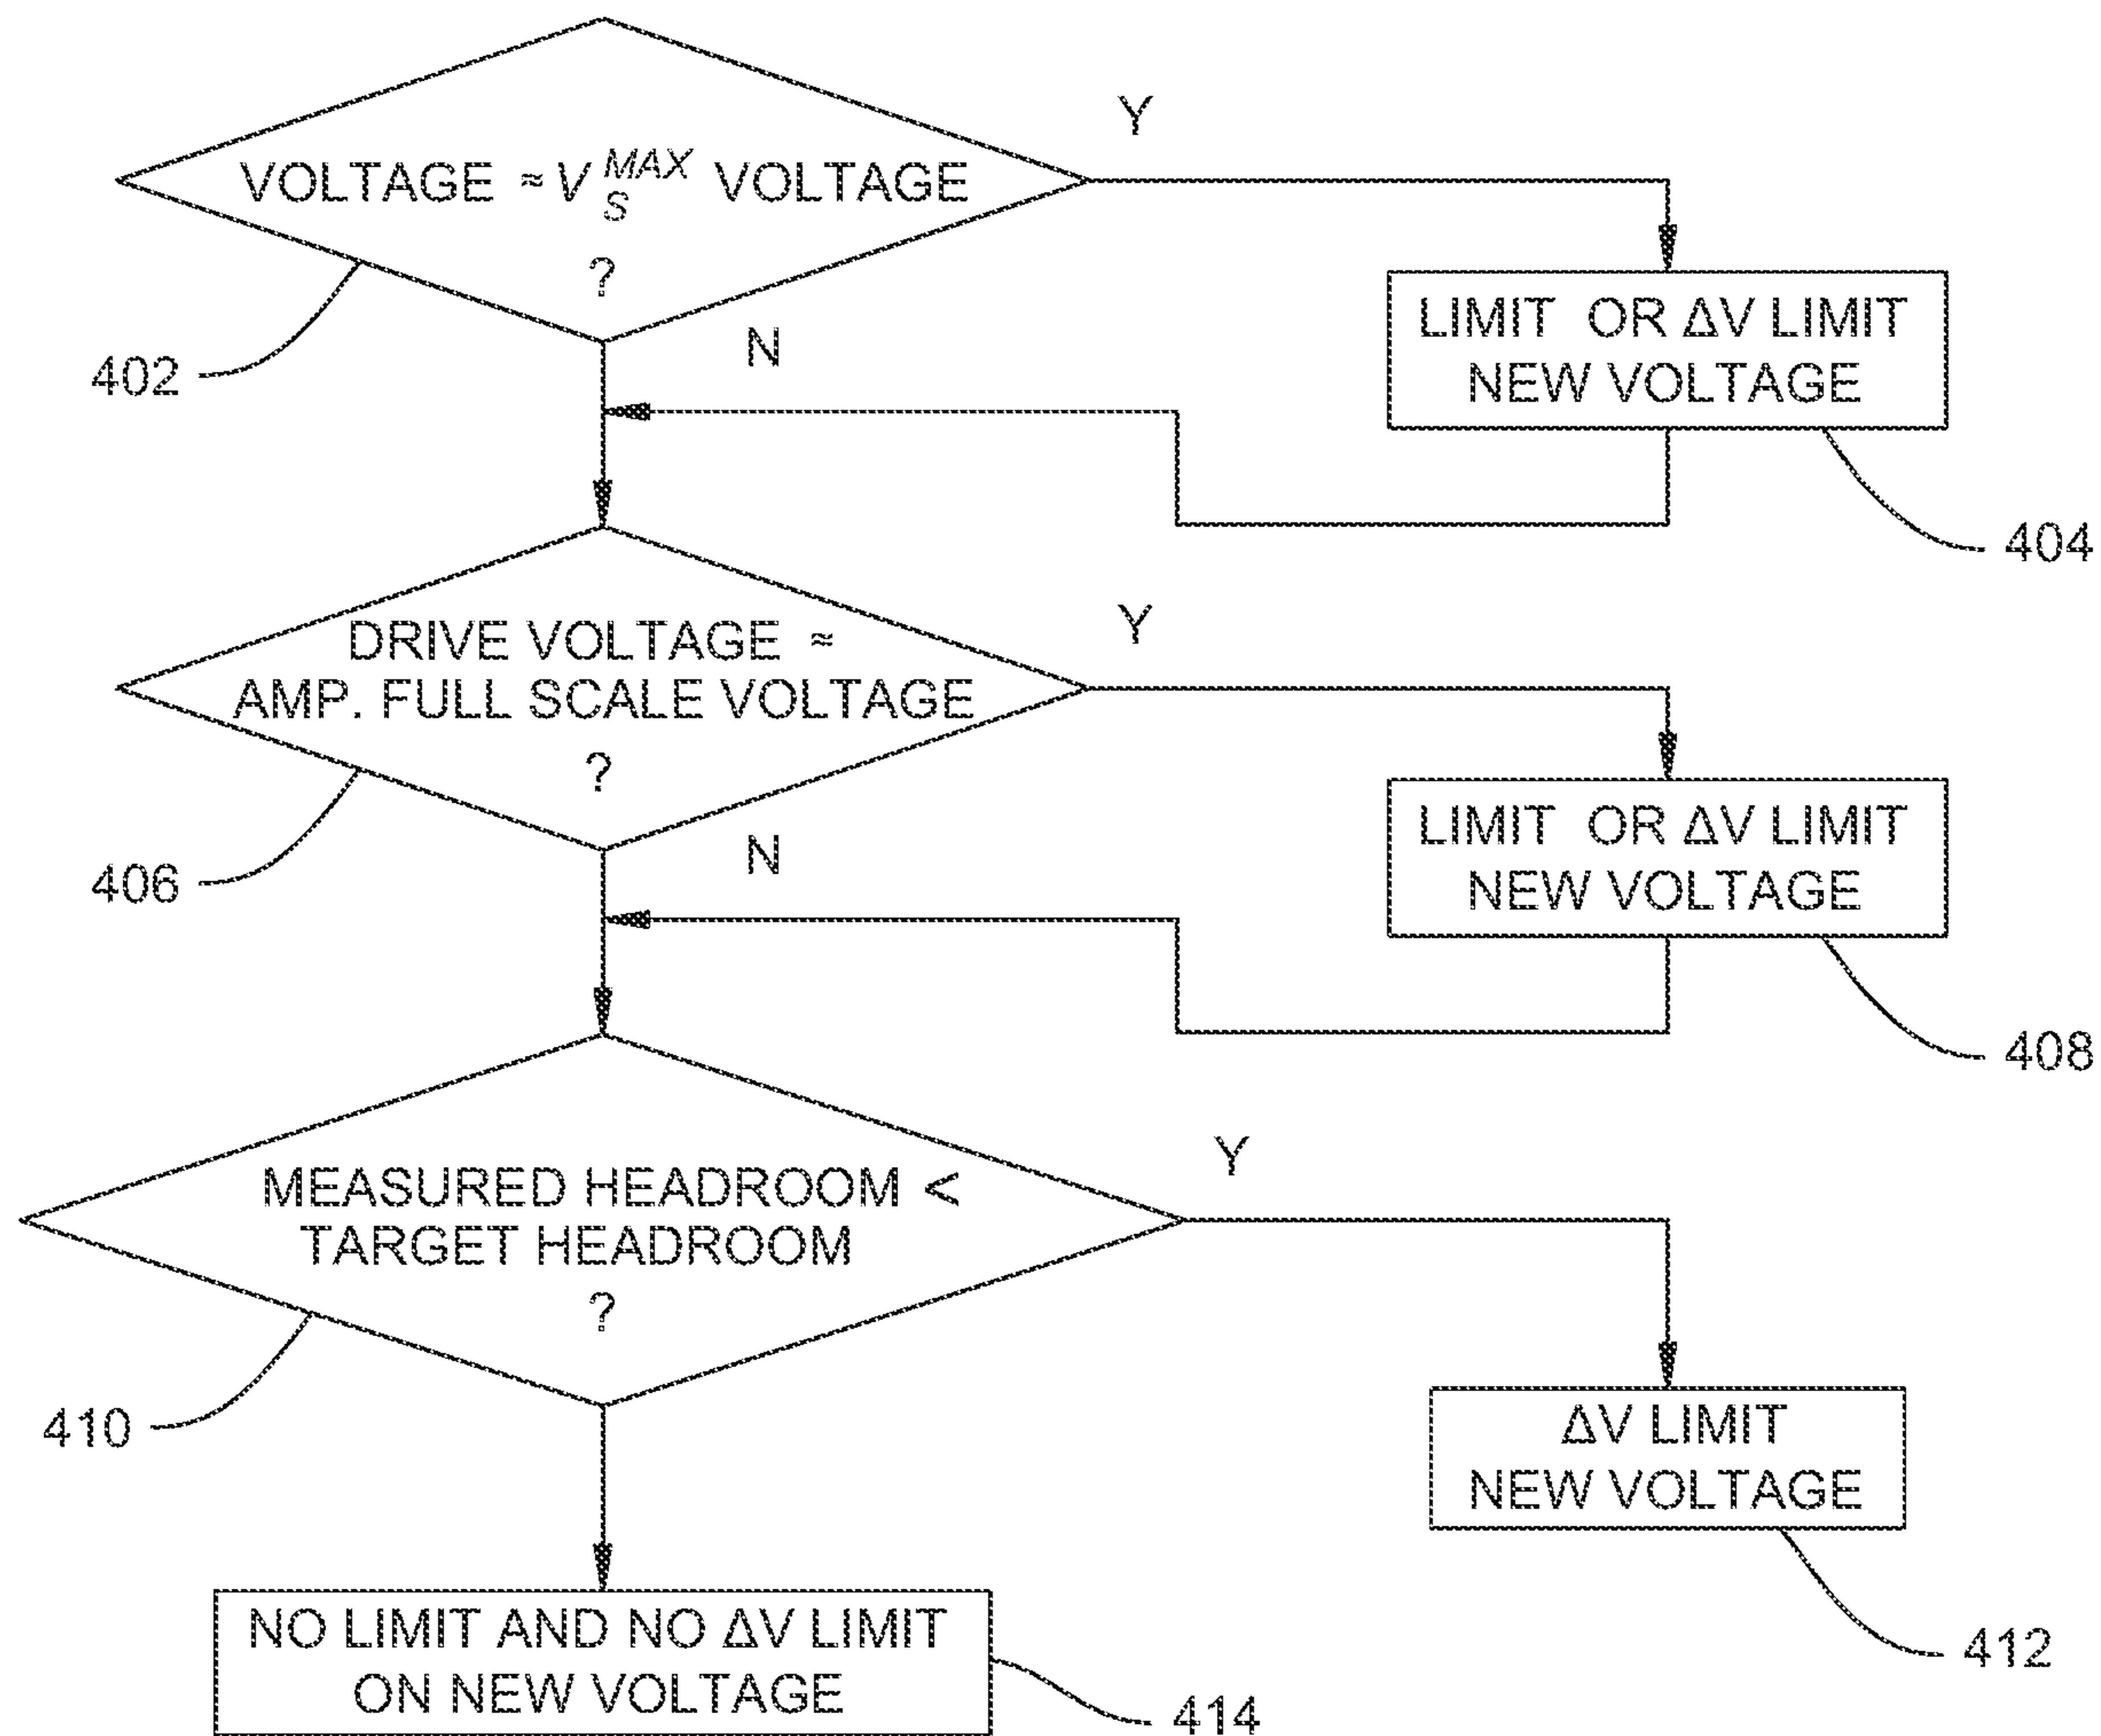 VOLTAGE ≈ V_S^MAX VOLTAGE
?
Y
N
402
LIMIT OR ΔV LIMIT
NEW VOLTAGE
404
DRIVE VOLTAGE ≈
AMP. FULL SCALE VOLTAGE
?
Y
N
406
LIMIT OR ΔV LIMIT
NEW VOLTAGE
408
MEASURED HEADROOM <
TARGET HEADROOM
?
Y
410
ΔV LIMIT
NEW VOLTAGE
412
NO LIMIT AND NO ΔV LIMIT
ON NEW VOLTAGE
414